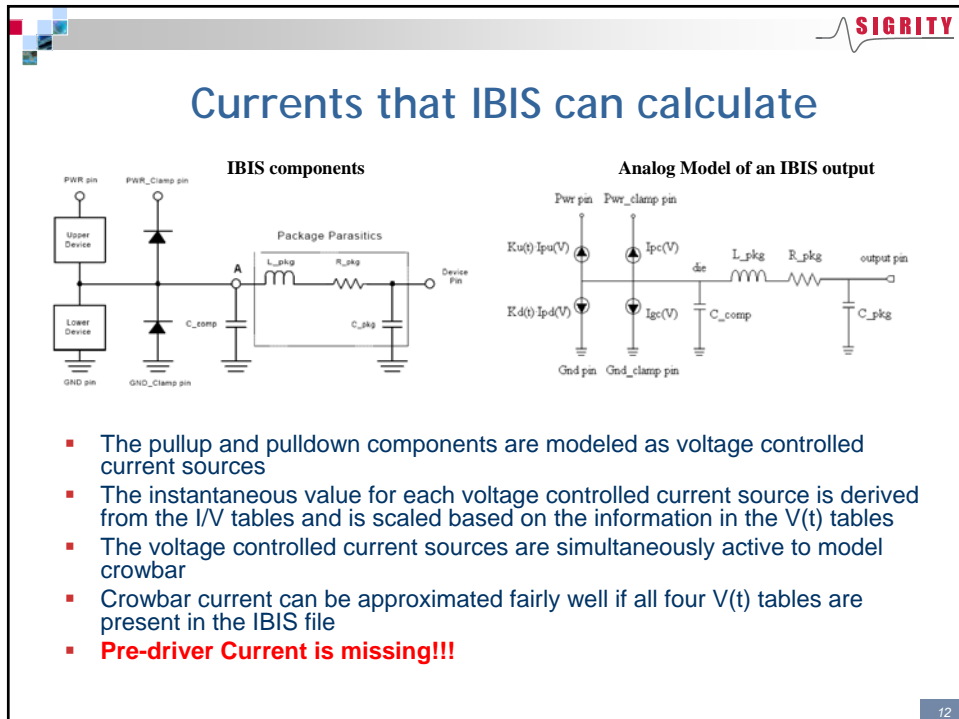 SIGRITY
Currents that IBIS can calculate
IBIS components
PWR pin
PWR_Clamp pin
Upper
Device
Package Parasitics
A
L_pkg
R_pkg
Device
Pin
Lower
Device
C_comp
C_pkg
GND pin
GND_Clamp pin
Analog Model of an IBIS output
Pwr pin
Pwr_clamp pin
Ku(t)·Ipu(V)
Ipc(V)
die
L_pkg
R_pkg
output pin
Kd(t)·Ipd(V)
Igc(V)
C_comp
C_pkg
Gnd pin
Gnd_clamp pin
▪ The pullup and pulldown components are modeled as voltage controlled
current sources
▪ The instantaneous value for each voltage controlled current source is derived
from the I/V tables and is scaled based on the information in the V(t) tables
▪ The voltage controlled current sources are simultaneously active to model
crowbar
▪ Crowbar current can be approximated fairly well if all four V(t) tables are
present in the IBIS file
▪ Pre-driver Current is missing!!!
12